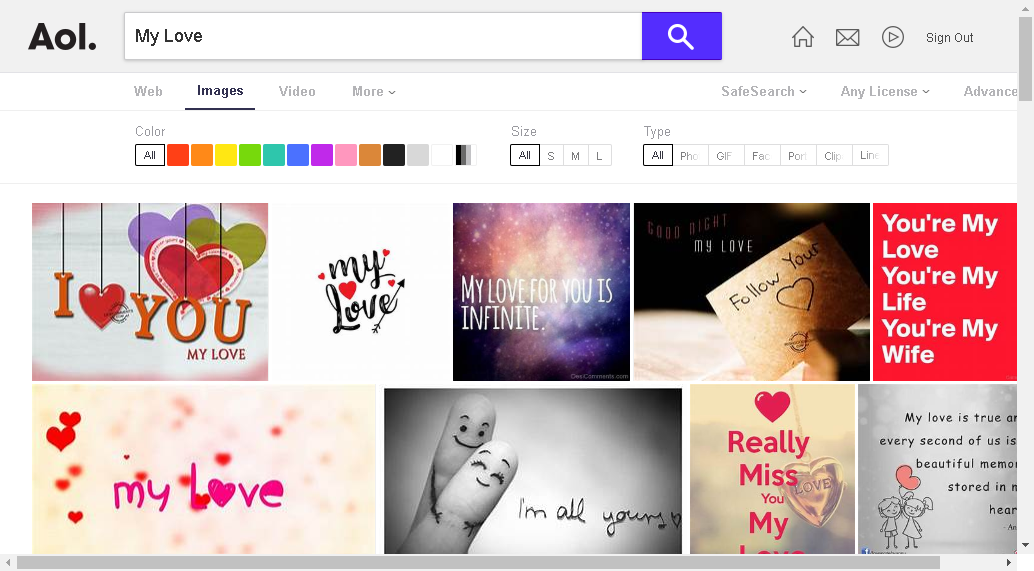 Aol.
My Love
Sign Out
Web
Images
Video
More
SafeSearch
Any License
Advance
Color
Size
Type
All
All
S
M
L
All
Pho
GIF
Fac
Por
Clip
Line
I YOU
MY LOVE
my
Love
MY LOVE FOR YOU IS
INFINITE.
DesiComments.com
GOOD NIGHT
MY LOVE
Follow Your
You're My
Love
You're My
Life
You're My
Wife
my love
I'm all yours
Really
Miss
You
My
Love
LOVE
My love is true an
every second of us is
beautiful memor
stored in m
hear